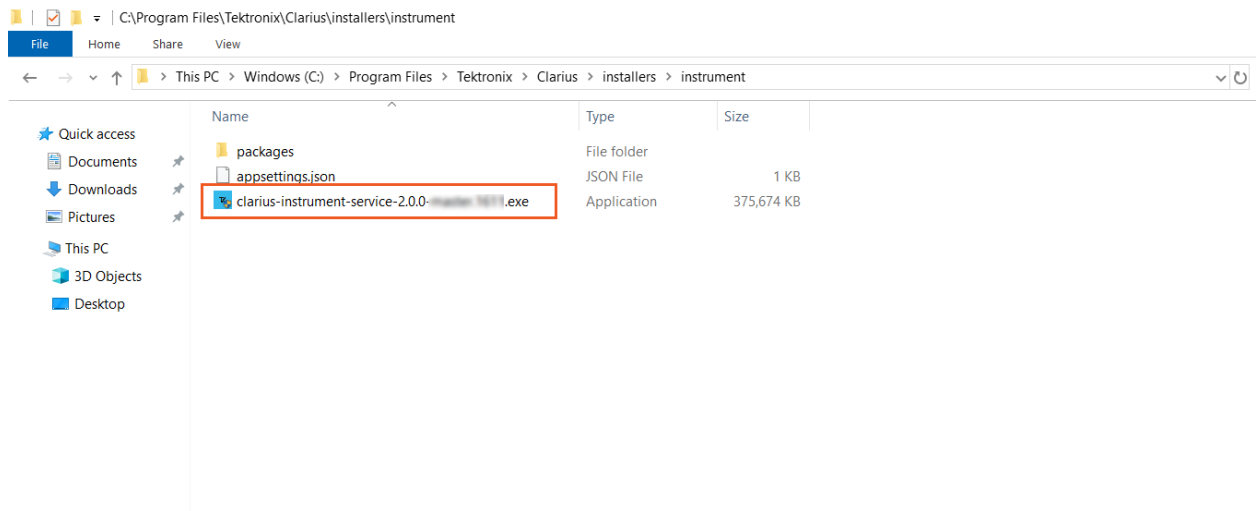 C:\Program Files\Tektronix\Clarius\installers\instrument
File Home Share View
This PC > Windows (C:) > Program Files > Tektronix > Clarius > installers > instrument
Name Type Size
Quick access
Documents
Downloads
Pictures
This PC
3D Objects
Desktop
packages File folder
appsettings.json JSON File 1 KB
clarius-instrument-service-2.0.0- .exe Application 375,674 KB